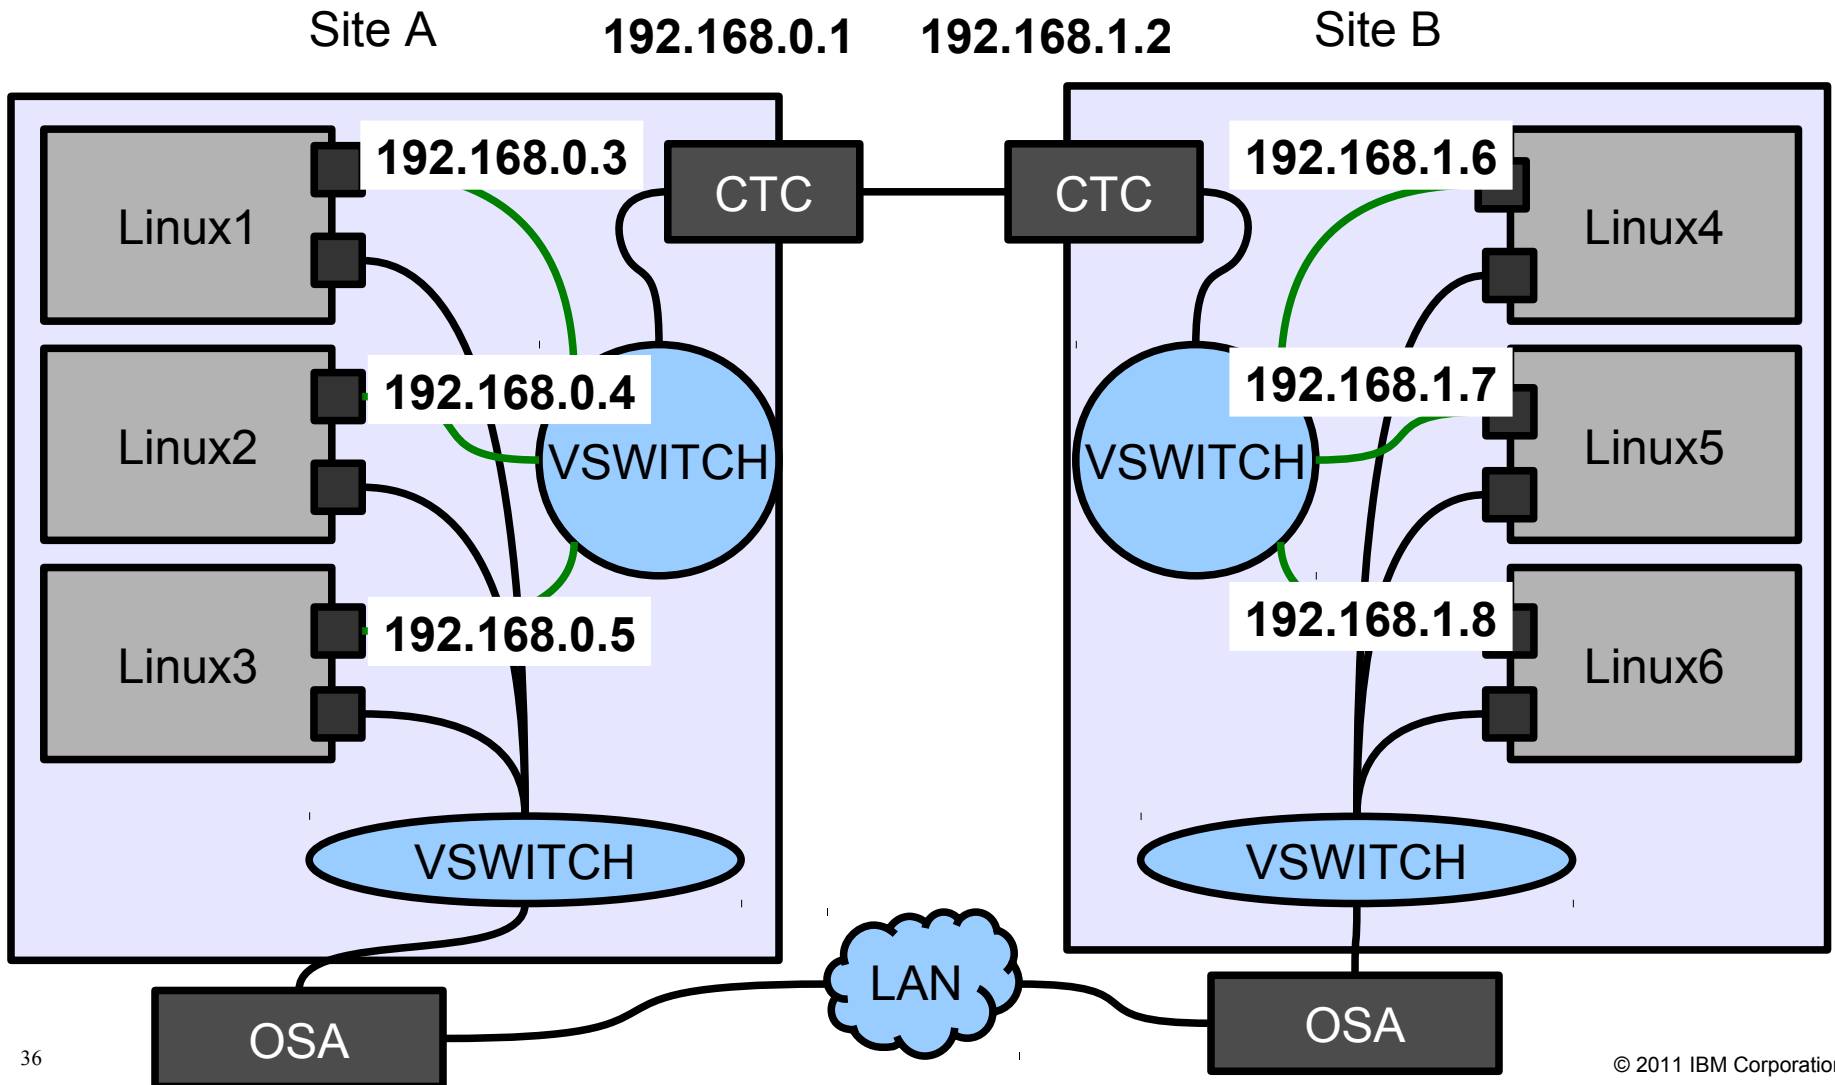 Site A
192.168.0.1
192.168.1.2
Site B
192.168.0.3
CTC
CTC
192.168.1.6
Linux1
Linux4
192.168.0.4
192.168.1.7
Linux2
VSWITCH
VSWITCH
Linux5
192.168.0.5
192.168.1.8
Linux3
Linux6
VSWITCH
VSWITCH
LAN
OSA
OSA
36
© 2011 IBM Corporation